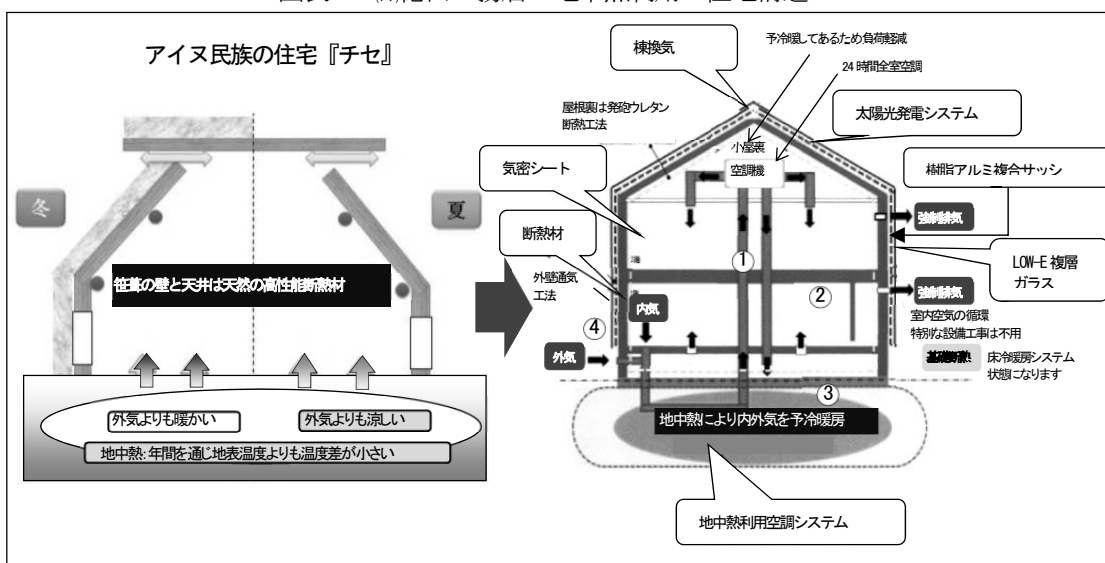 アイヌ民族の住宅『チセ』
冬
夏
笹葺の壁と天井は天然の高性能断熱材
外気よりも暖かい
外気よりも涼しい
地中熱:年間を通じ地表温度よりも温度差が小さい
棟換気
予冷暖してあるため負荷軽減
24時間全室空調
屋根裏は発砲ウレタン
断熱工法
太陽光発電システム
小屋裏
空調機
気密シート
樹脂アルミ複合サッシ
強制排気
断熱材
LOW-E 複層
ガラス
外壁通気
工法
①
②
内気
強制排気
室内空気の循環
特別な設備工事は不用
④
外気
基礎断熱
床冷暖房システム
状態になります
③
地中熱により内外気を予冷暖房
地中熱利用空調システム